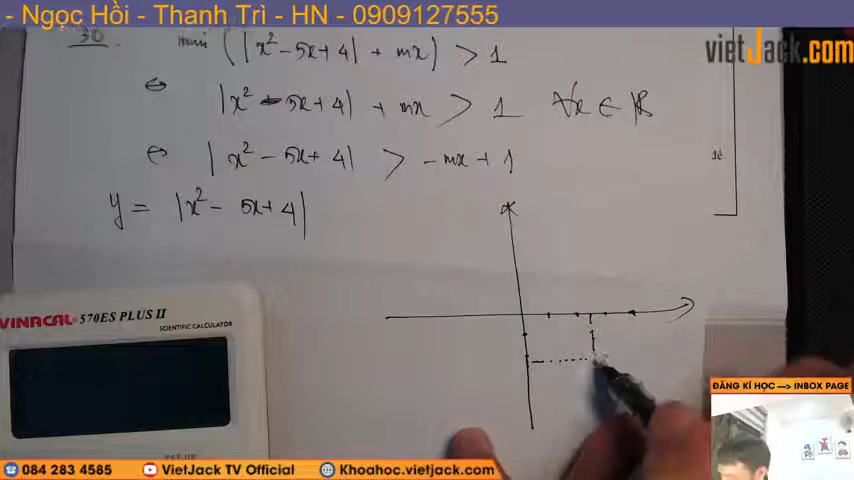 - Ngọc Hồi - Thanh Trì - HN - 0909127555
vietJack.com
30. min (|x² - 5x + 4| + mx) > 1
⇔ |x² - 5x + 4| + mx > 1 ∀x ∈ ℝ
⇔ |x² - 5x + 4| > -mx + 1
y = |x² - 5x + 4|
VINACAL 570ES PLUS II
SCIENTIFIC CALCULATOR
ĐĂNG KÍ HỌC —> INBOX PAGE
084 283 4585 VietJack TV Official Khoahoc.vietjack.com